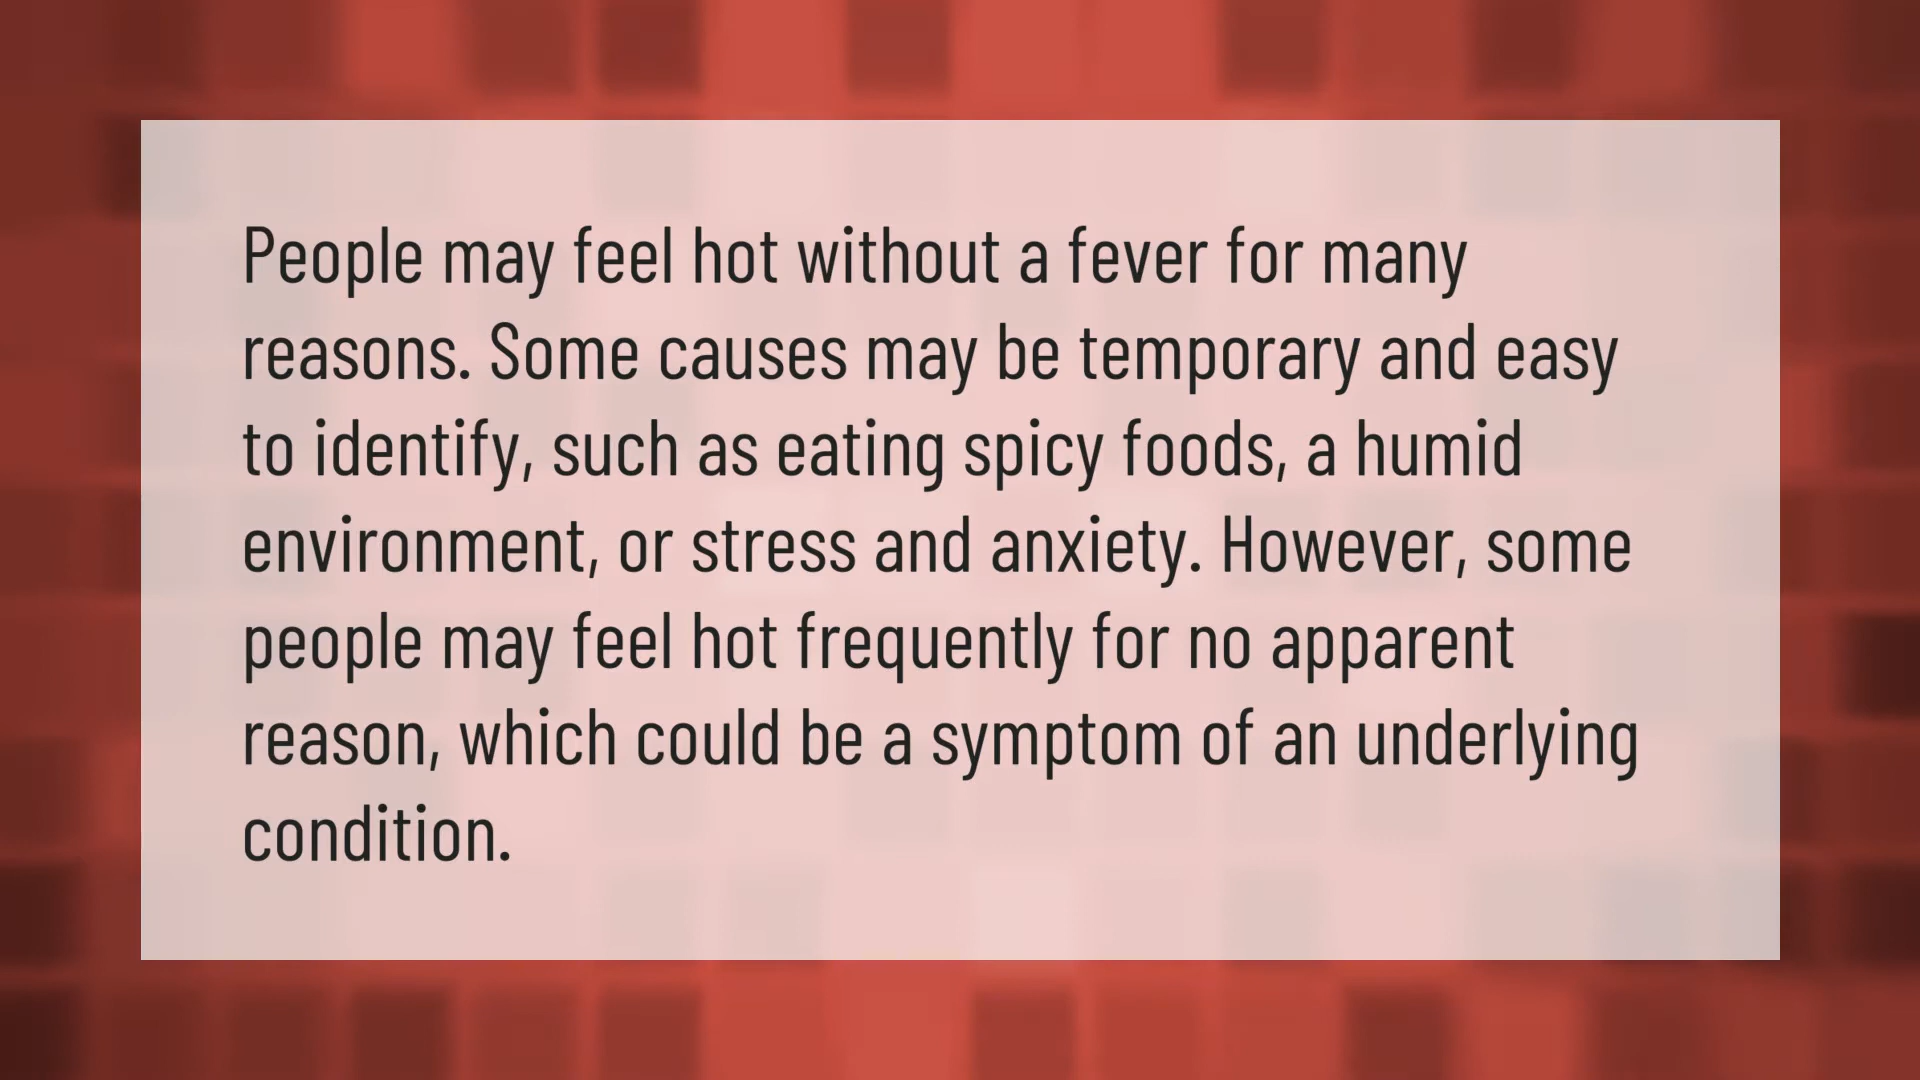 People may feel hot without a fever for many
reasons. Some causes may be temporary and easy
to identify, such as eating spicy foods, a humid
environment, or stress and anxiety. However, some
people may feel hot frequently for no apparent
reason, which could be a symptom of an underlying
condition.